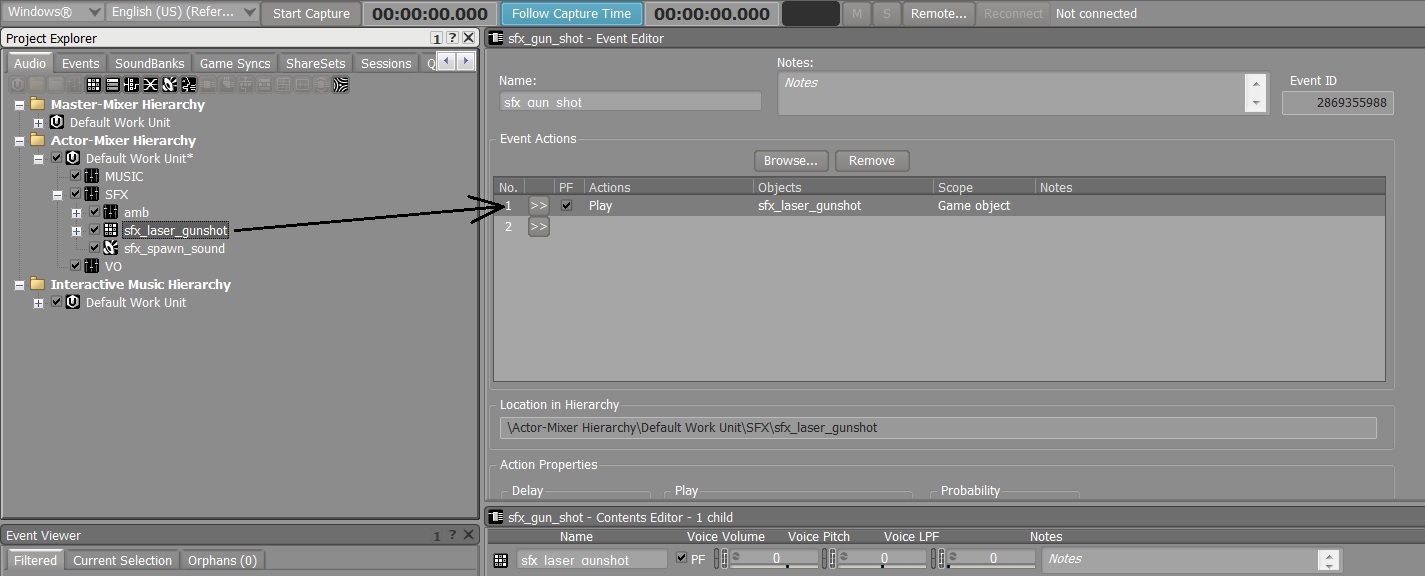 Windows® English (US) (Refer... Start Capture 00:00:00.000 Follow Capture Time 00:00:00.000 M S Remote... Reconnect Not connected
Project Explorer 1 ?
Audio Events SoundBanks Game Syncs ShareSets Sessions Q
Master-Mixer Hierarchy
Default Work Unit
Actor-Mixer Hierarchy
Default Work Unit*
MUSIC
SFX
amb
sfx_laser_gunshot
sfx_spawn_sound
VO
Interactive Music Hierarchy
Default Work Unit
Event Viewer 1 ?
Filtered Current Selection Orphans (0)
sfx_gun_shot - Event Editor
Name:
sfx_gun_shot
Notes:
Notes
Event ID
2869355988
Event Actions
Browse... Remove
No. PF Actions Objects Scope Notes
1 >> Play sfx_laser_gunshot Game object
2 >>
Location in Hierarchy
\Actor-Mixer Hierarchy\Default Work Unit\SFX\sfx_laser_gunshot
Action Properties
Delay Play Probability
sfx_gun_shot - Contents Editor - 1 child
Name Voice Volume Voice Pitch Voice LPF Notes
sfx_laser_gunshot PF 0 0 0 Notes